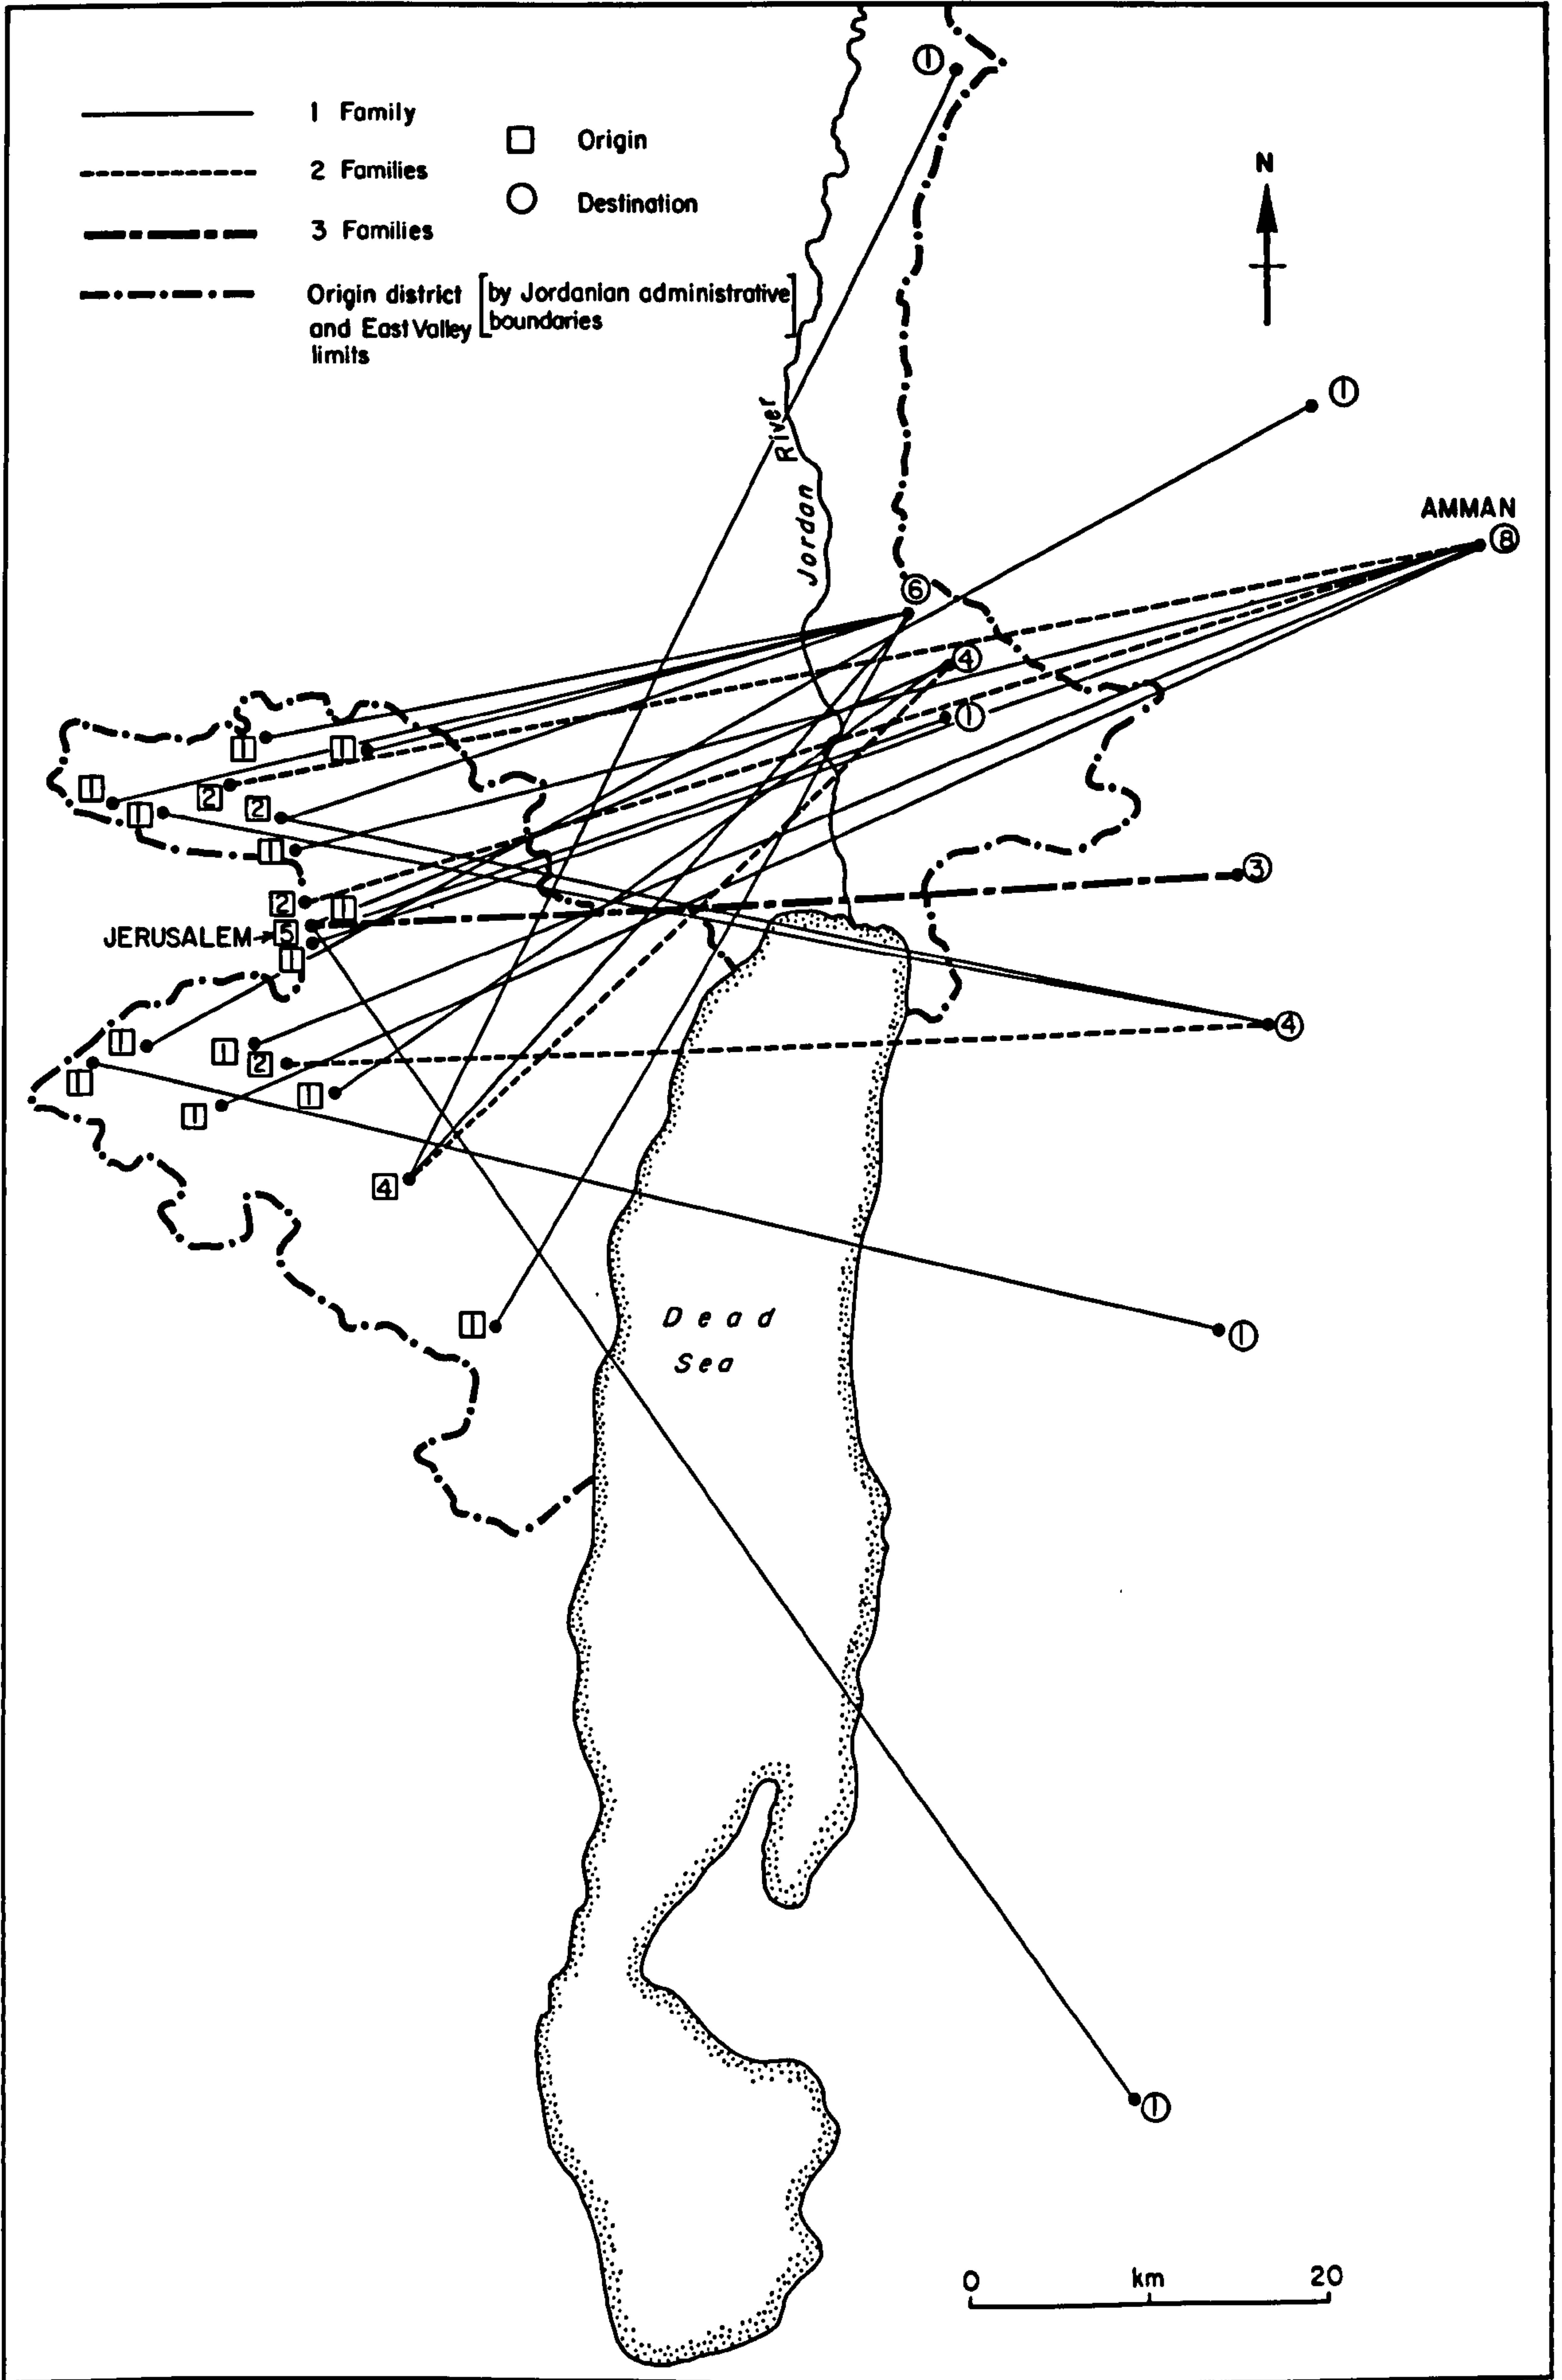 1 Family
2 Families
3 Families
Origin district
and East Valley
limits
[by Jordanian administrative
boundaries]
Origin
Destination
N
River
Jordan
AMMAN
JERUSALEM
Dead
Sea
1
1
8
6
4
1
3
4
1
1
1
1
1
2
2
1
1
2
1
5
1
1
1
2
1
1
1
4
1
0
km
20